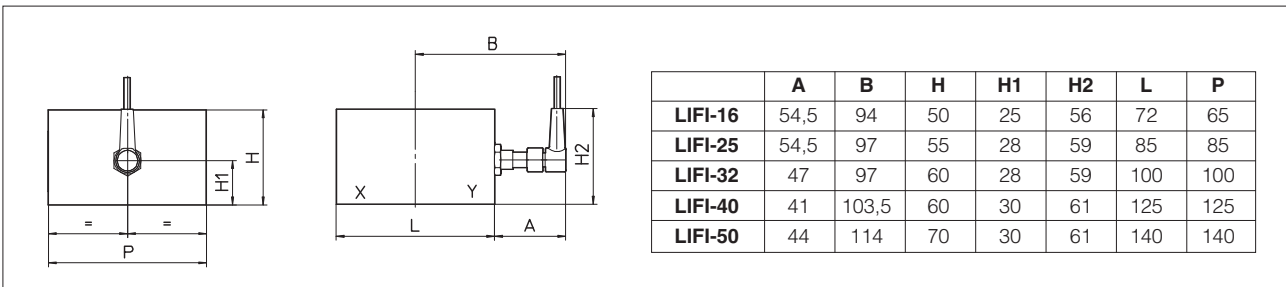 B
H
H1
= =
P
H2
X Y
L A
A B H H1 H2 L P
LIFI-16 54,5 94 50 25 56 72 65
LIFI-25 54,5 97 55 28 59 85 85
LIFI-32 47 97 60 28 59 100 100
LIFI-40 41 103,5 60 30 61 125 125
LIFI-50 44 114 70 30 61 140 140